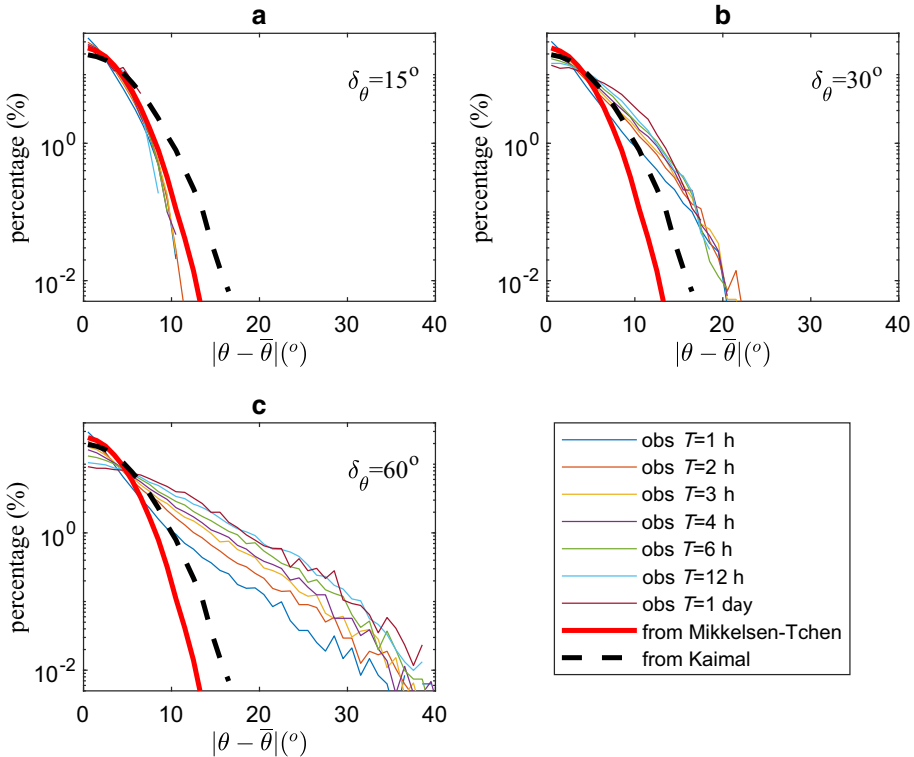 a
δθ=15°
percentage (%)
10⁰
10⁻²
0 10 20 30 40
|θ − θ̅|(°)
b
δθ=30°
percentage (%)
10⁰
10⁻²
0 10 20 30 40
|θ − θ̅|(°)
c
δθ=60°
percentage (%)
10⁰
10⁻²
0 10 20 30 40
|θ − θ̅|(°)
obs T=1 h
obs T=2 h
obs T=3 h
obs T=4 h
obs T=6 h
obs T=12 h
obs T=1 day
from Mikkelsen-Tchen
from Kaimal